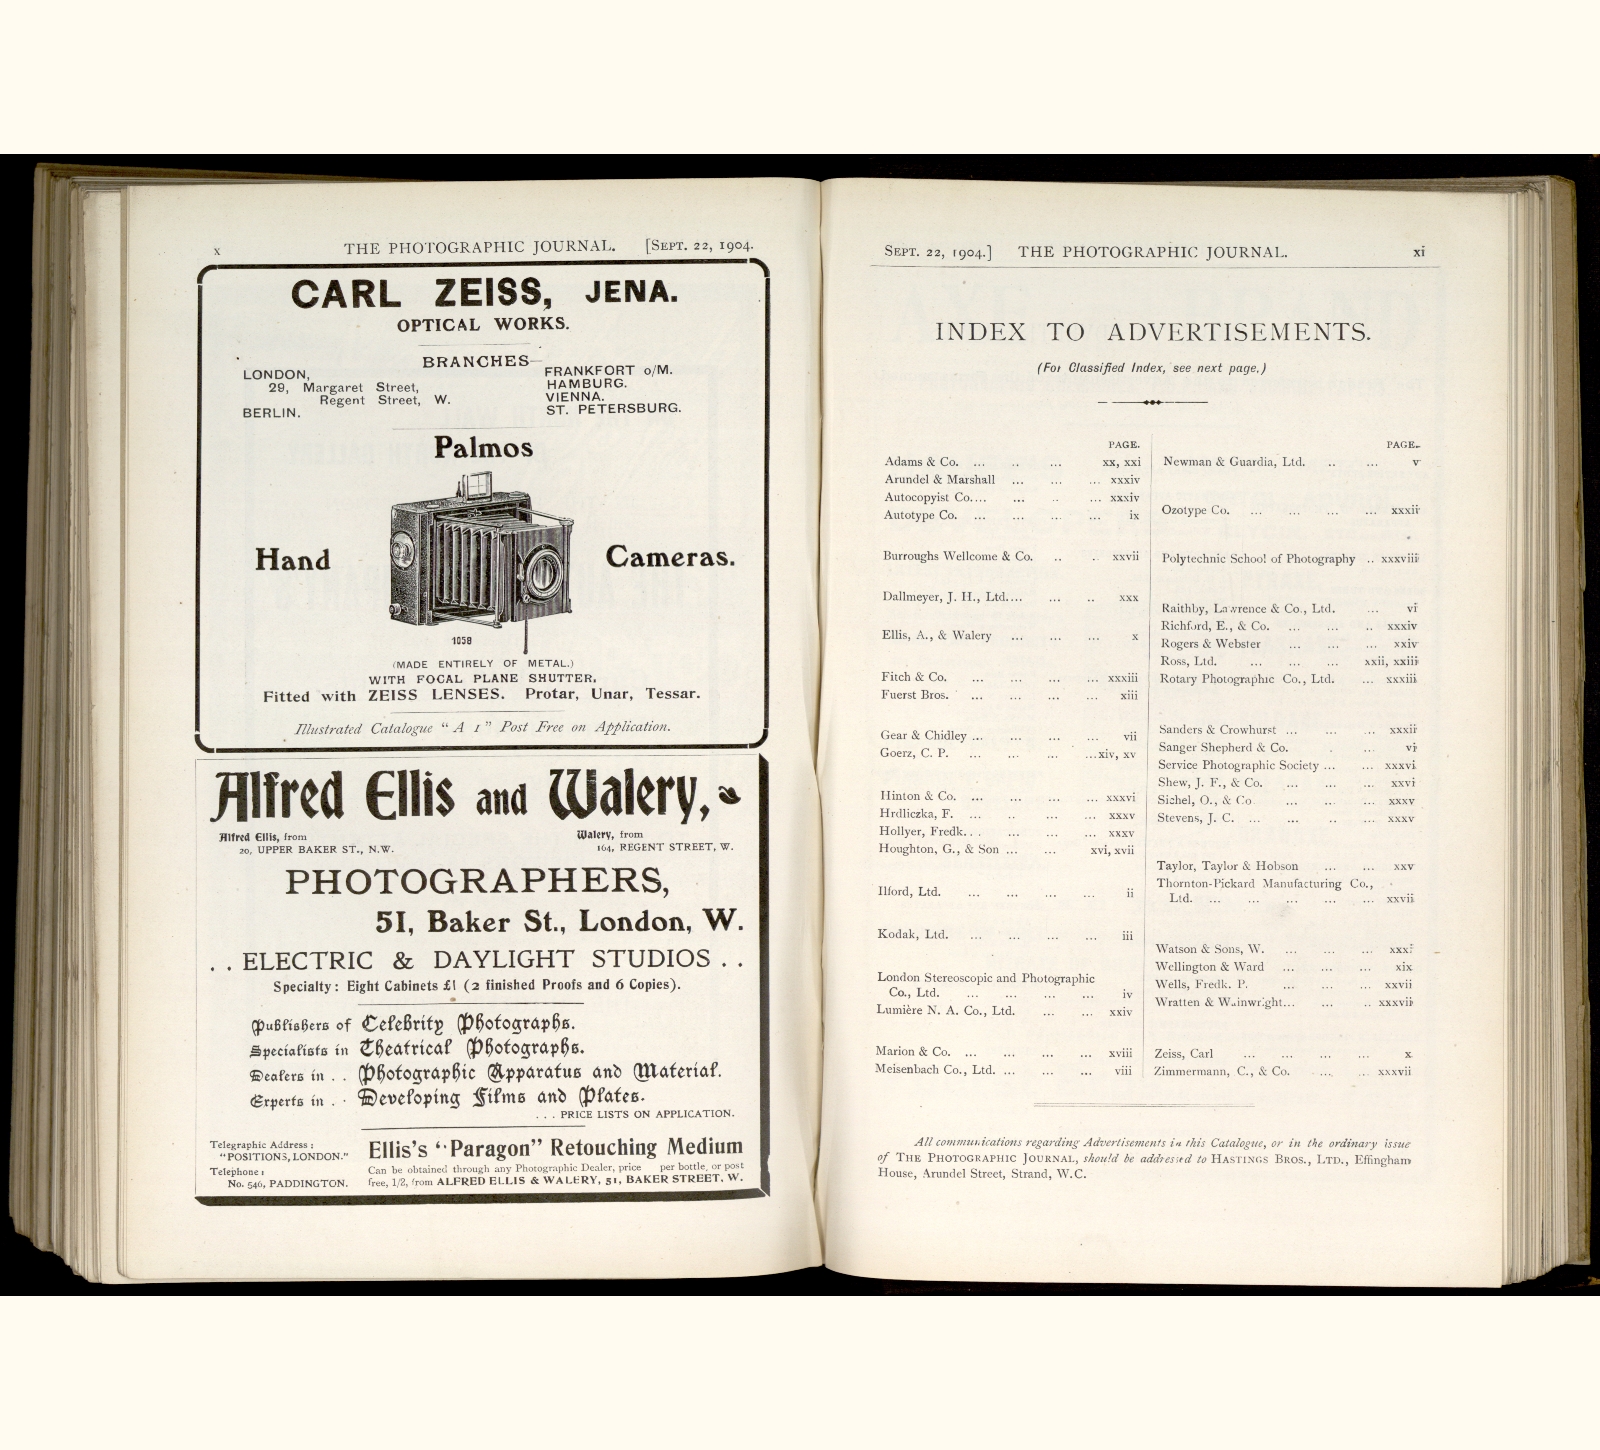 x THE PHOTOGRAPHIC JOURNAL. [SEPT. 22, 1904.
CARL ZEISS, JENA.
OPTICAL WORKS.
BRANCHES—
LONDON,
29, Margaret Street,
Regent Street, W.
BERLIN.
FRANKFORT o/M.
HAMBURG.
VIENNA.
ST. PETERSBURG.
Palmos
Hand Cameras.
1058
(MADE ENTIRELY OF METAL.)
WITH FOCAL PLANE SHUTTER.
Fitted with ZEISS LENSES. Protar, Unar, Tessar.
Illustrated Catalogue “A 1” Post Free on Application.
Alfred Ellis and Walery,
Alfred Ellis, from
20, UPPER BAKER ST., N.W.
Walery, from
164, REGENT STREET, W.
PHOTOGRAPHERS,
51, Baker St., London, W.
. . ELECTRIC & DAYLIGHT STUDIOS . .
Specialty: Eight Cabinets £1 (2 finished Proofs and 6 Copies).
Publishers of Celebrity Photographs.
Specialists in Theatrical Photographs.
Dealers in . . Photographic Apparatus and Material.
Experts in . . Developing Films and Plates.
. . . PRICE LISTS ON APPLICATION.
Telegraphic Address:
“POSITIONS, LONDON.”
Telephone:
No. 546, PADDINGTON.
Ellis's “Paragon” Retouching Medium
Can be obtained through any Photographic Dealer, price per bottle, or post
free, 1/2, from ALFRED ELLIS & WALERY, 51, BAKER STREET. W.
SEPT. 22, 1904.] THE PHOTOGRAPHIC JOURNAL. xi
INDEX TO ADVERTISEMENTS.
(For Classified Index, see next page.)
PAGE.
Adams & Co. ... .. ... xx, xxi
Arundel & Marshall ... ... ... xxxiv
Autocopyist Co.... ... .. ... xxxiv
Autotype Co. ... ... ... ... ix
Burroughs Wellcome & Co. .. .. xxvii
Dallmeyer, J. H., Ltd.... ... .. xxx
Ellis, A., & Walery ... ... ... x
Fitch & Co. ... ... ... ... xxxiii
Fuerst Bros. ... ... ... ... xiii
Gear & Chidley ... ... ... ... vii
Goerz, C. P. ... ... ... ...xiv, xv
Hinton & Co. ... ... ... ... xxxvi
Hrdliczka, F. ... .. ... ... xxxv
Hollyer, Fredk. . . ... ... ... xxxv
Houghton, G., & Son ... ... xvi, xvii
Ilford, Ltd. ... ... ... ... ii
Kodak, Ltd. ... ... ... ... iii
London Stereoscopic and Photographic
Co., Ltd. ... ... ... ... iv
Lumière N. A. Co., Ltd. ... ... xxiv
Marion & Co. ... ... ... ... xviii
Meisenbach Co., Ltd. ... ... ... viii
PAGE.
Newman & Guardia, Ltd. .. ... v
Ozotype Co. ... ... ... ... xxxii
Polytechnic School of Photography .. xxxviii
Raithby, Lawrence & Co., Ltd. ... vi
Richford, E., & Co. ... ... .. xxxiv
Rogers & Webster ... ... ... xxiv
Ross, Ltd. ... ... ... xxii, xxiii
Rotary Photographic Co., Ltd. ... xxxiii
Sanders & Crowhurst ... ... ... xxxii
Sanger Shepherd & Co. . ... vi
Service Photographic Society ... ... xxxvi
Shew, J. F., & Co. ... ... ... xxvi
Sichel, O., & Co. ... ... ... xxxv
Stevens, J. C. ... ... .. ... xxxv
Taylor, Taylor & Hobson ... ... xxv
Thornton-Pickard Manufacturing Co.,
Ltd. ... ... ... ... ... xxvii
Watson & Sons, W. ... ... ... xxxi
Wellington & Ward ... ... ... xix
Wells, Fredk. P. ... ... ... xxvii
Wratten & Wainwright... ... .. xxxvii
Zeiss, Carl ... ... ... ... x
Zimmermann, C., & Co. ... ... xxxvii
All communications regarding Advertisements in this Catalogue, or in the ordinary issue
of THE PHOTOGRAPHIC JOURNAL, should be addressed to HASTINGS BROS., LTD., Effingham
House, Arundel Street, Strand, W.C.